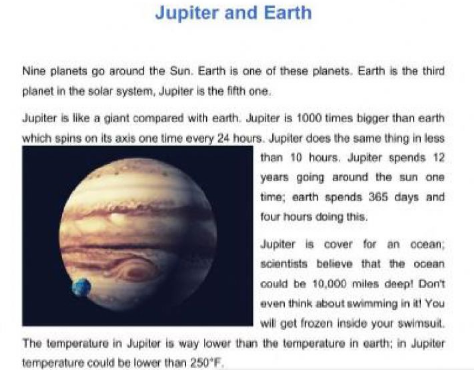 Jupiter and Earth
Nine planets go around the Sun. Earth is one of these planets. Earth is the third
planet in the solar system, Jupiter is the fifth one.
Jupiter is like a giant compared with earth. Jupiter is 1000 times bigger than earth
which spins on its axis one time every 24 hours. Jupiter does the same thing in less
than 10 hours. Jupiter spends 12
years going around the sun one
time; earth spends 365 days and
four hours doing this.
Jupiter is cover for an ocean;
scientists believe that the ocean
could be 10,000 miles deep! Don't
even think about swimming in it! You
will get frozen inside your swimsuit.
The temperature in Jupiter is way lower than the temperature in earth; in Jupiter
temperature could be lower than 250°F.